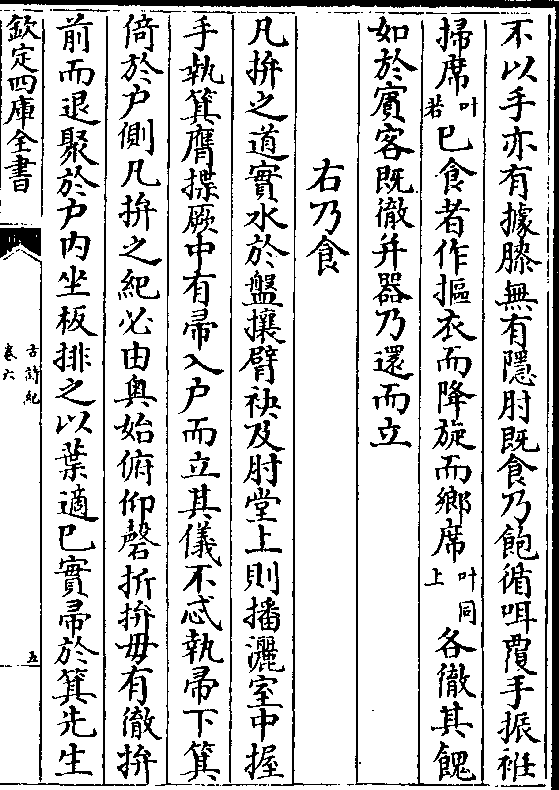 不以手亦有據膝無有隱肘既食乃飽循咡覆手振袵
掃席叶若已食者作摳衣而降旋而鄉席叶同上各徹其餽
如於賓客既徹并器乃還而立
右乃食
凡拚之道實水於盤攘臂袂及肘堂上則播灑室中握
手執箕膺揲厥中有帚入户而立其儀不忒執帚下箕
倚於户側凡拚之紀必由奥始俯仰磬折拚毋有徹拚
前而退聚於户内坐板排之以葉適已實帚於箕先生
欽定四庫全書
古詩紀
卷六
五